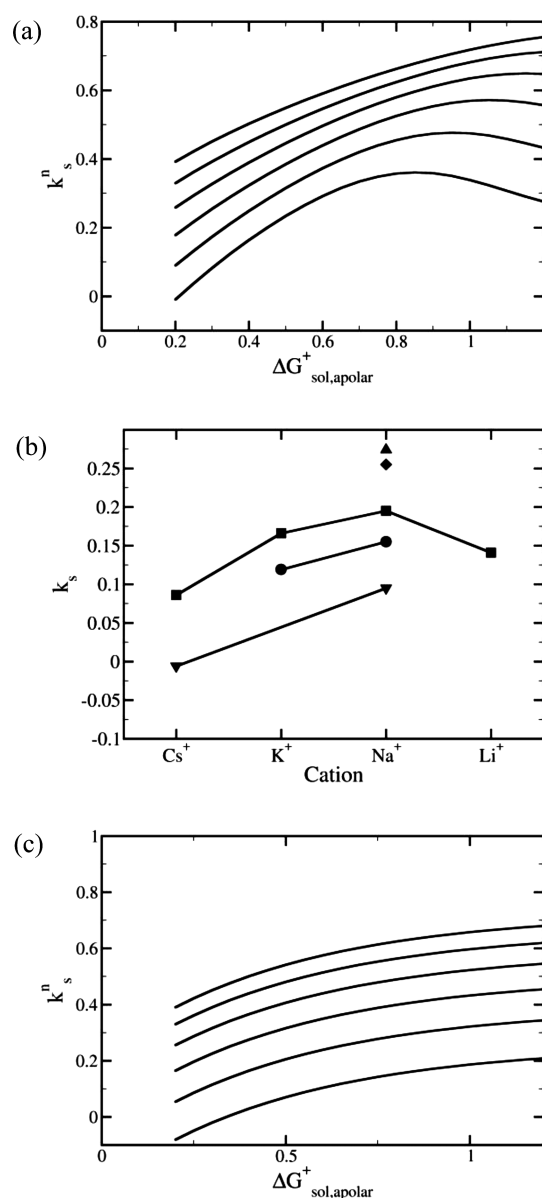 (a)
0.8
0.6
0.4
0.2
0
k^n_s
0 0.2 0.4 0.6 0.8 1
ΔG^+_sol,apolar
(b)
0.25
0.2
0.15
0.1
0.05
0
-0.05
-0.1
k_s
Cs^+ K^+ Na^+ Li^+
Cation
(c)
1
0.8
0.6
0.4
0.2
0
k^n_s
0 0.5 1
ΔG^+_sol,apolar